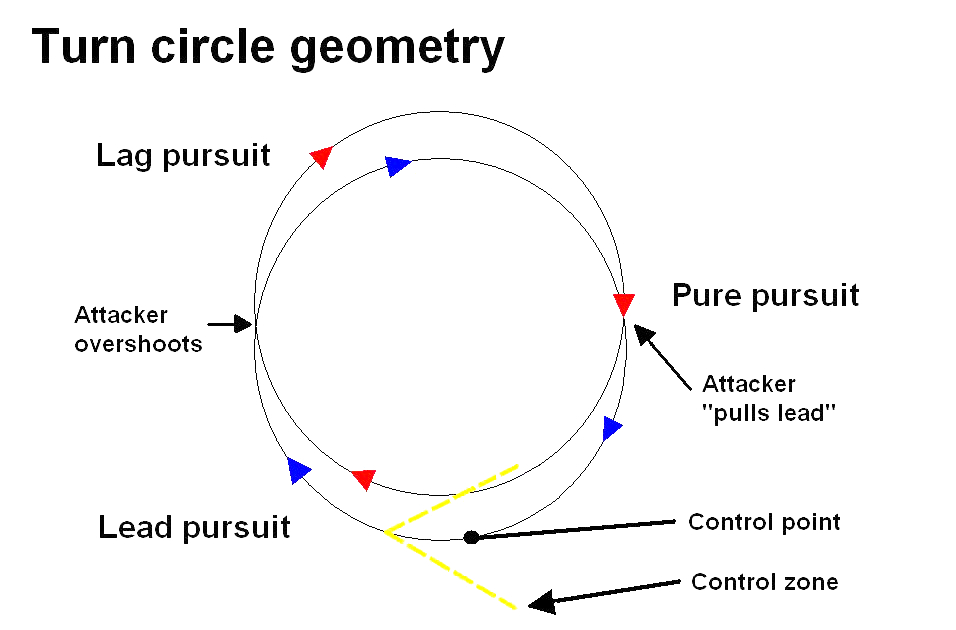 Turn circle geometry
Lag pursuit
Pure pursuit
Attacker
overshoots
Attacker
"pulls lead"
Lead pursuit
Control point
Control zone